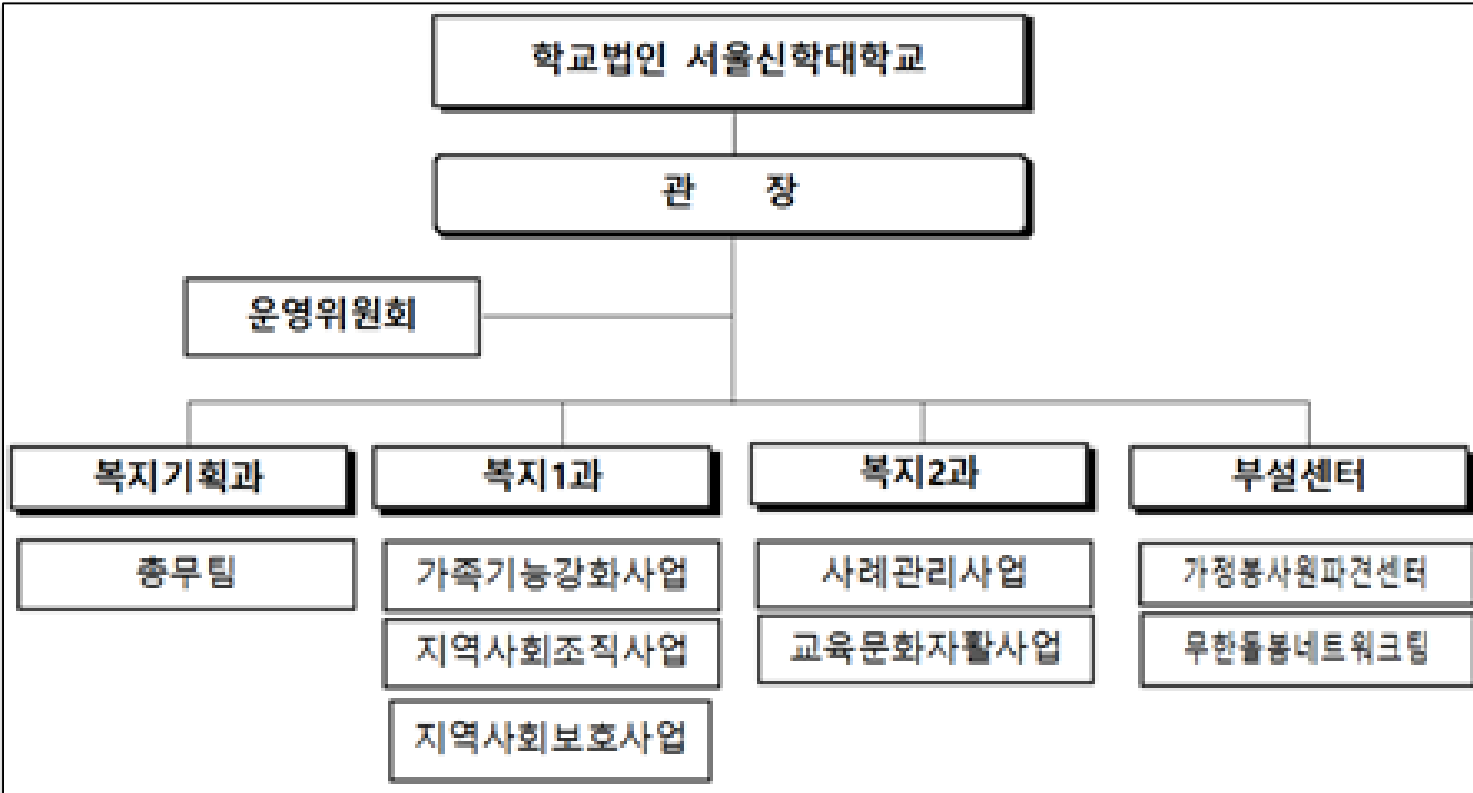 학교법인 서울신학대학교
관 장
운영위원회
복지기획과 복지1과 복지2과 부설센터
총무팀 가족기능강화사업 사례관리사업 가정봉사원파견센터
지역사회조직사업 교육문화자활사업 무한돌봄네트워크팀
지역사회보호사업